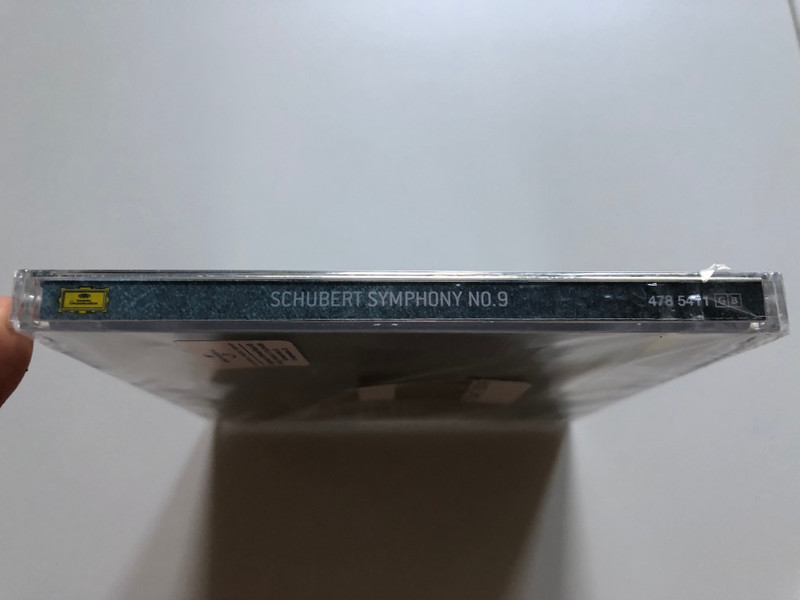 SCHUBERT SYMPHONY NO.9
478 5411 GB